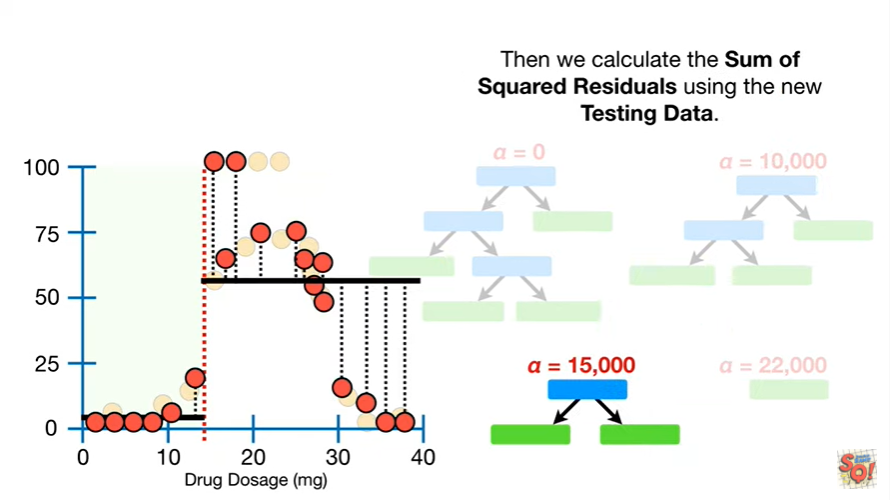 Then we calculate the Sum of
Squared Residuals using the new
Testing Data.
100
75
50
25
0
0
10
20
30
40
Drug Dosage (mg)
α = 0
α = 10,000
α = 15,000
α = 22,000
SQ!